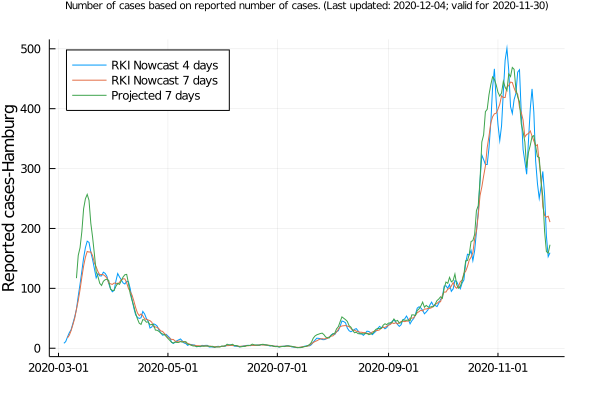 Number of cases based on reported number of cases. (Last updated: 2020-12-04; valid for 2020-11-30)
Reported cases-Hamburg
500
400
300
200
100
0
RKI Nowcast 4 days
RKI Nowcast 7 days
Projected 7 days
2020-03-01
2020-05-01
2020-07-01
2020-09-01
2020-11-01